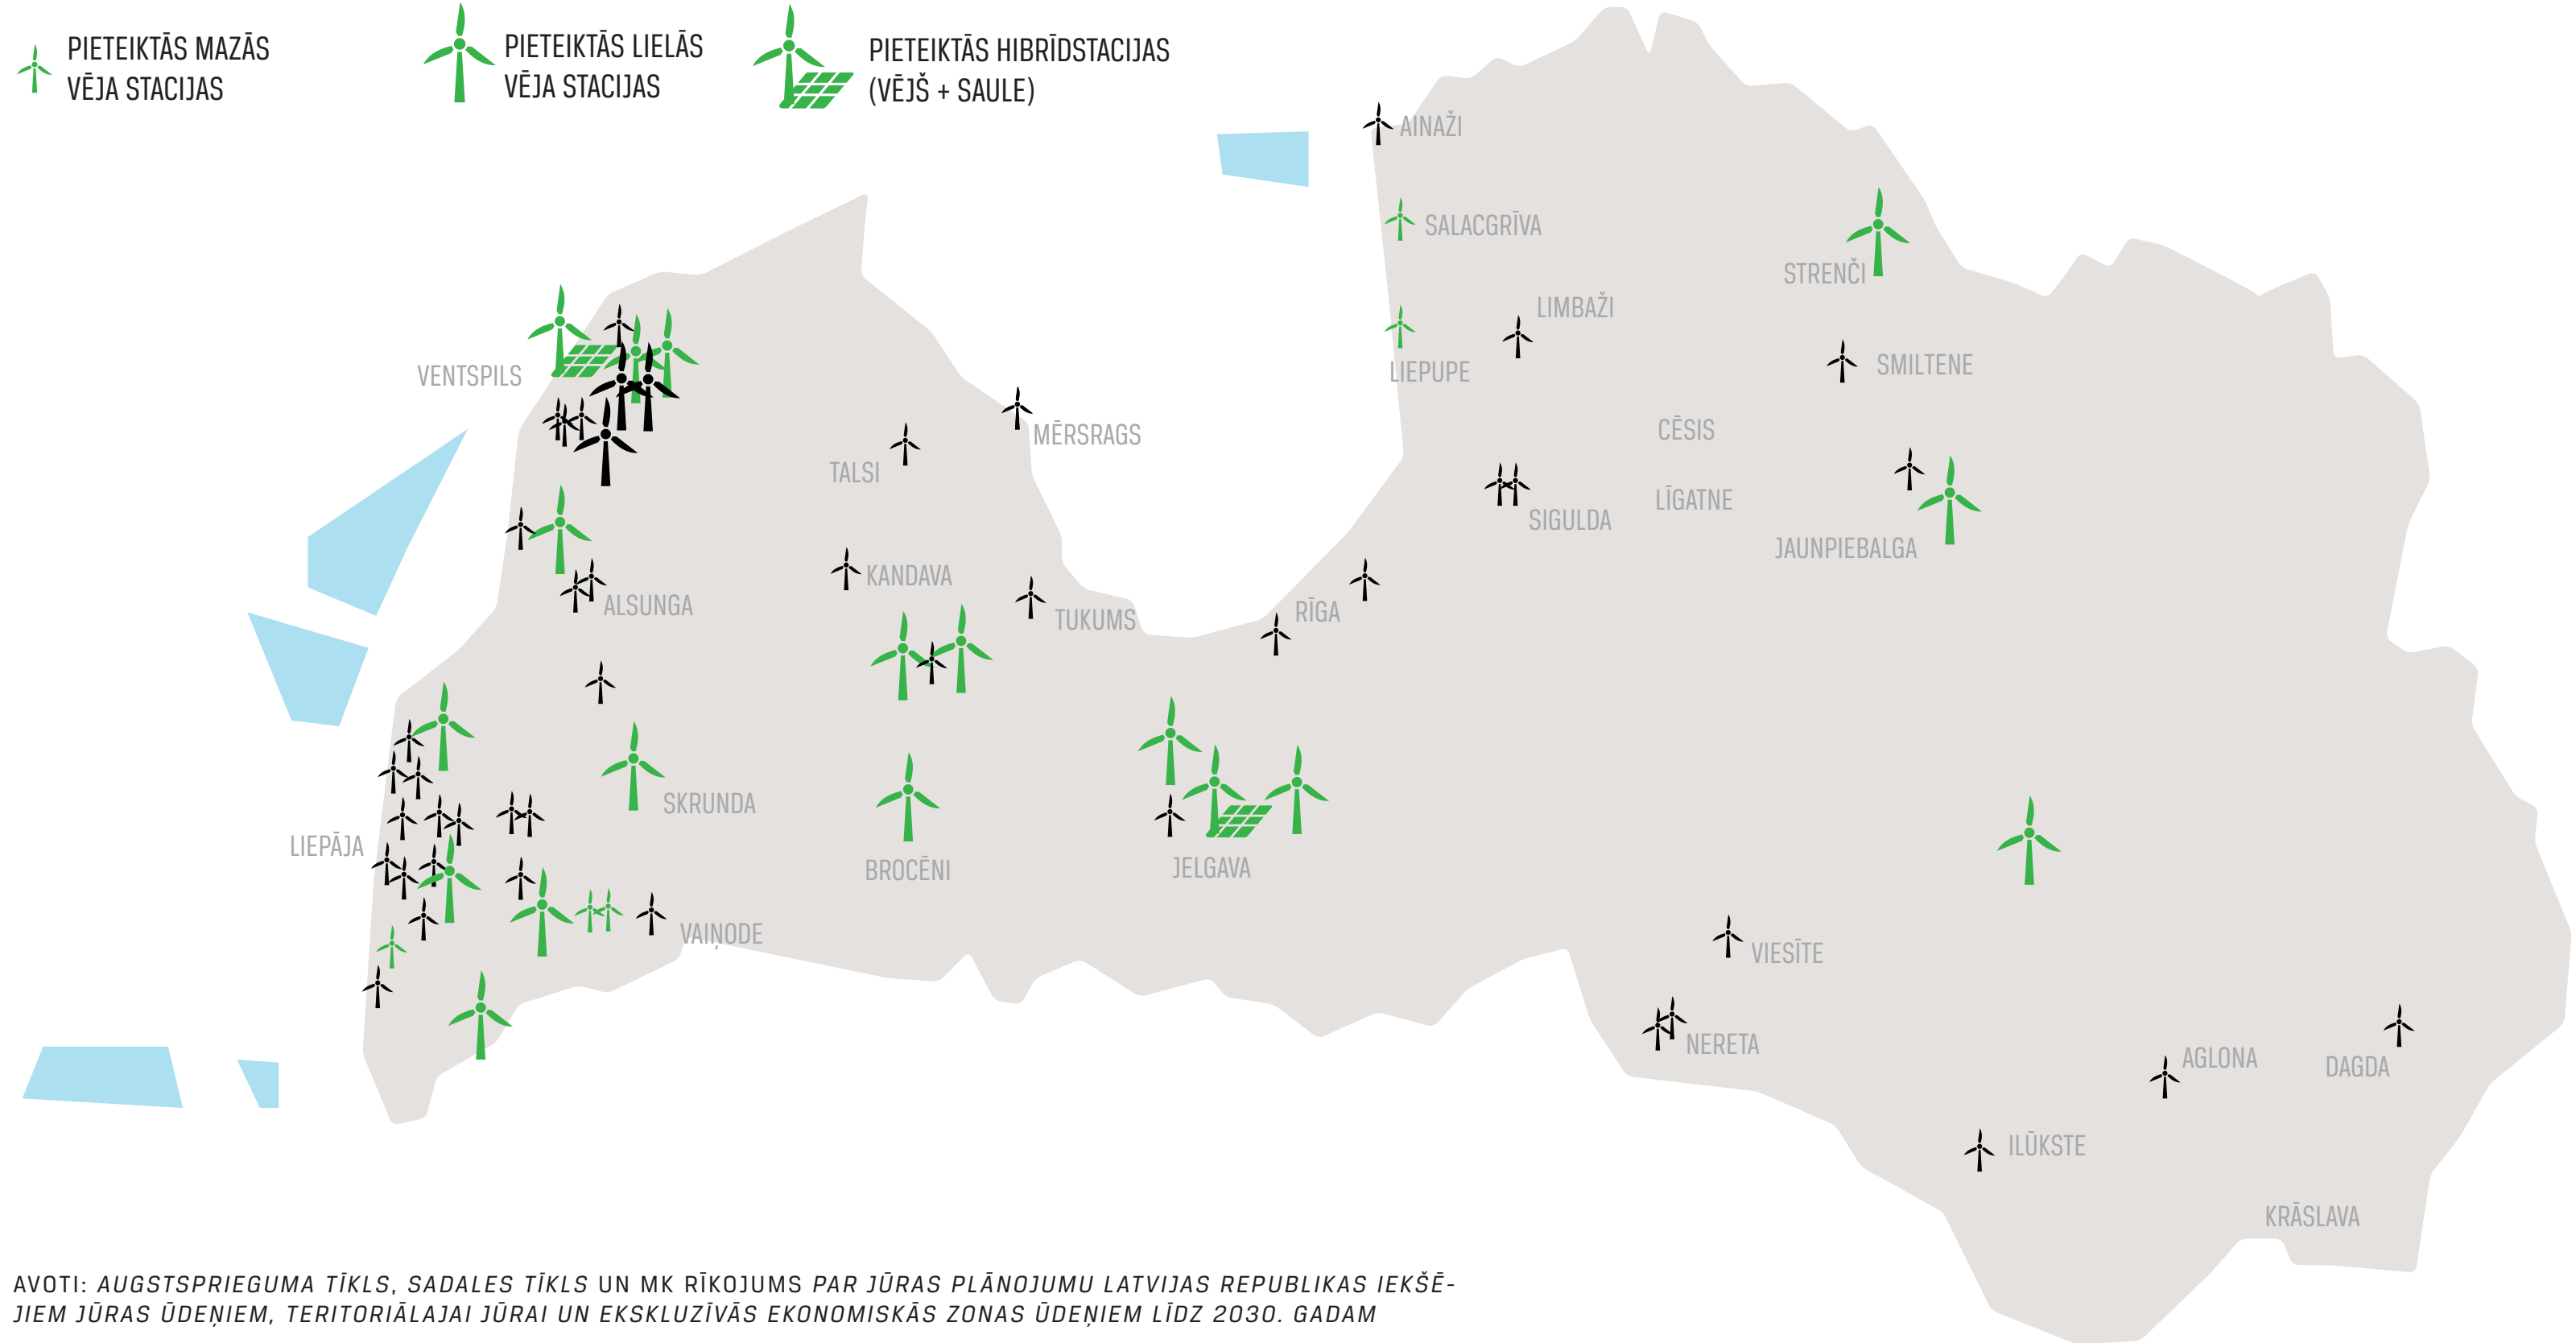 PIETEIKTĀS MAZĀS
VĒJA STACIJAS
PIETEIKTĀS LIELĀS
VĒJA STACIJAS
PIETEIKTĀS HIBRĪDSTACIJAS
(VĒJŠ + SAULE)
AINAŽI
SALACGRĪVA
STRENČI
LIMBAŽI
LIEPUPE
SMILTENE
VENTSPILS
CĒSIS
MĒRSRAGS
TALSI
LĪGATNE
SIGULDA
JAUNPIEBALGA
KANDAVA
ALSUNGA
RĪGA
TUKUMS
SKRUNDA
LIEPĀJA
BROCĒNI
JELGAVA
VAIŅODE
VIESĪTE
NERETA
AGLONA
DAGDA
ILŪKSTE
KRĀSLAVA
AVOTI: AUGSTSPRIEGUMA TĪKLS, SADALES TĪKLS UN MK RĪKOJUMS PAR JŪRAS PLĀNOJUMU LATVIJAS REPUBLIKAS IEKŠĒ-
JIEM JŪRAS ŪDEŅIEM, TERITORIĀLAJAI JŪRAI UN EKSKLUZĪVĀS EKONOMISKĀS ZONAS ŪDEŅIEM LĪDZ 2030. GADAM